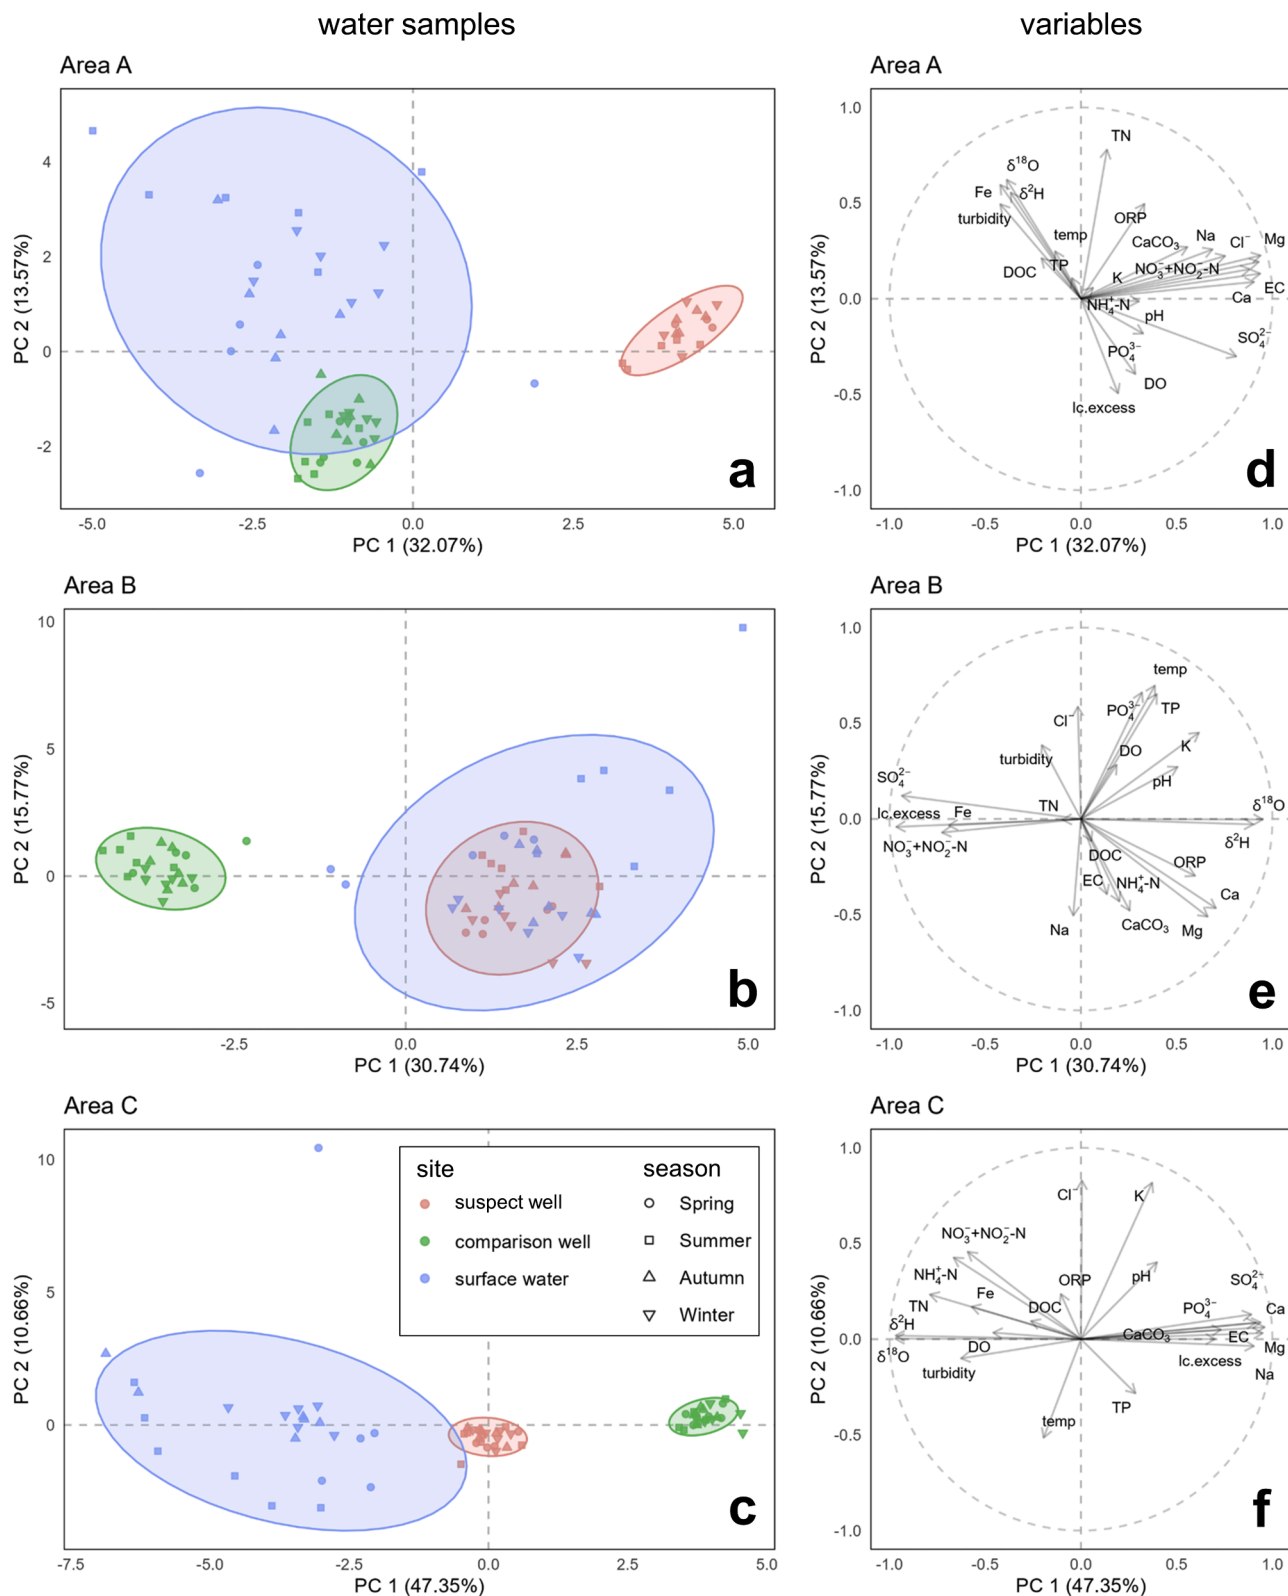 water samples
variables
Area A
Area A
PC 2 (13.57%)
4
2
0
-2
a
-5.0
-2.5
0.0
2.5
5.0
PC 1 (32.07%)
PC 2 (13.57%)
1.0
0.5
0.0
-0.5
-1.0
TN
δ¹⁸O
Fe
δ²H
turbidity
ORP
temp
CaCO₃
Na
Cl⁻
Mg
DOC
TP
K
NO₃⁻+NO₂⁻-N
EC
NH₄⁺-N
Ca
pH
SO₄²⁻
PO₄³⁻
DO
lc.excess
d
-1.0
-0.5
0.0
0.5
1.0
PC 1 (32.07%)
Area B
Area B
PC 2 (15.77%)
10
5
0
-5
b
-2.5
0.0
2.5
5.0
PC 1 (30.74%)
PC 2 (15.77%)
1.0
0.5
0.0
-0.5
-1.0
temp
PO₄³⁻
TP
Cl⁻
K
DO
turbidity
pH
SO₄²⁻
TN
δ¹⁸O
lc.excess
Fe
δ²H
NO₃⁻+NO₂⁻-N
DOC
ORP
EC
NH₄⁺-N
Ca
Na
CaCO₃
Mg
e
-1.0
-0.5
0.0
0.5
1.0
PC 1 (30.74%)
Area C
Area C
PC 2 (10.66%)
10
5
0
site
season
suspect well
Spring
comparison well
Summer
surface water
Autumn
Winter
c
-7.5
-5.0
-2.5
0.0
2.5
5.0
PC 1 (47.35%)
PC 2 (10.66%)
1.0
0.5
0.0
-0.5
-1.0
Cl⁻
K
NO₃⁻+NO₂⁻-N
NH₄⁺-N
ORP
pH
SO₄²⁻
TN
Fe
DOC
PO₄³⁻
Ca
δ²H
CaCO₃
EC
δ¹⁸O
DO
Mg
turbidity
lc.excess
Na
TP
temp
f
-1.0
-0.5
0.0
0.5
1.0
PC 1 (47.35%)